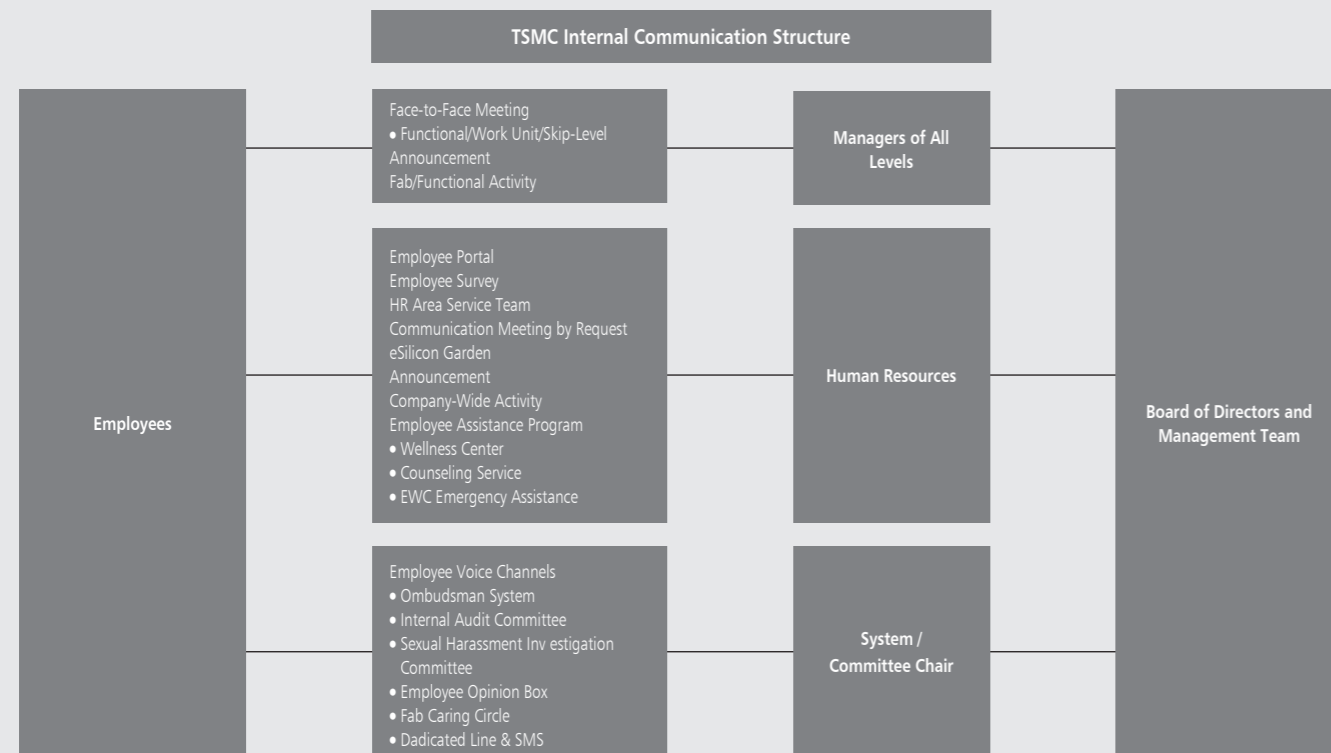 TSMC Internal Communication Structure
Employees
Face-to-Face Meeting
• Functional/Work Unit/Skip-Level
Announcement
Fab/Functional Activity
Managers of All
Levels
Employee Portal
Employee Survey
HR Area Service Team
Communication Meeting by Request
eSilicon Garden
Announcement
Company-Wide Activity
Employee Assistance Program
• Wellness Center
• Counseling Service
• EWC Emergency Assistance
Human Resources
Employee Voice Channels
• Ombudsman System
• Internal Audit Committee
• Sexual Harassment Inv estigation
Committee
• Employee Opinion Box
• Fab Caring Circle
• Dadicated Line & SMS
System /
Committee Chair
Board of Directors and
Management Team